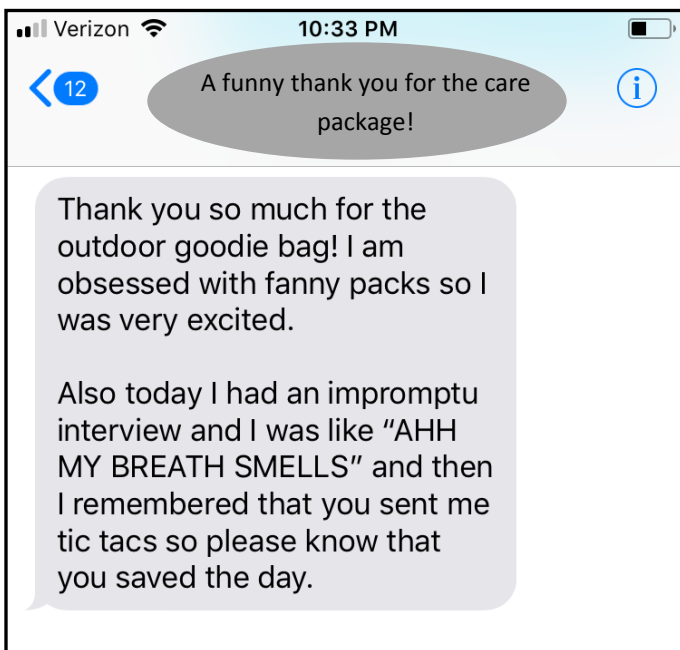 Verizon 10:33 PM
12
A funny thank you for the care
package!
i
Thank you so much for the
outdoor goodie bag! I am
obsessed with fanny packs so I
was very excited.
Also today I had an impromptu
interview and I was like “AHH
MY BREATH SMELLS” and then
I remembered that you sent me
tic tacs so please know that
you saved the day.